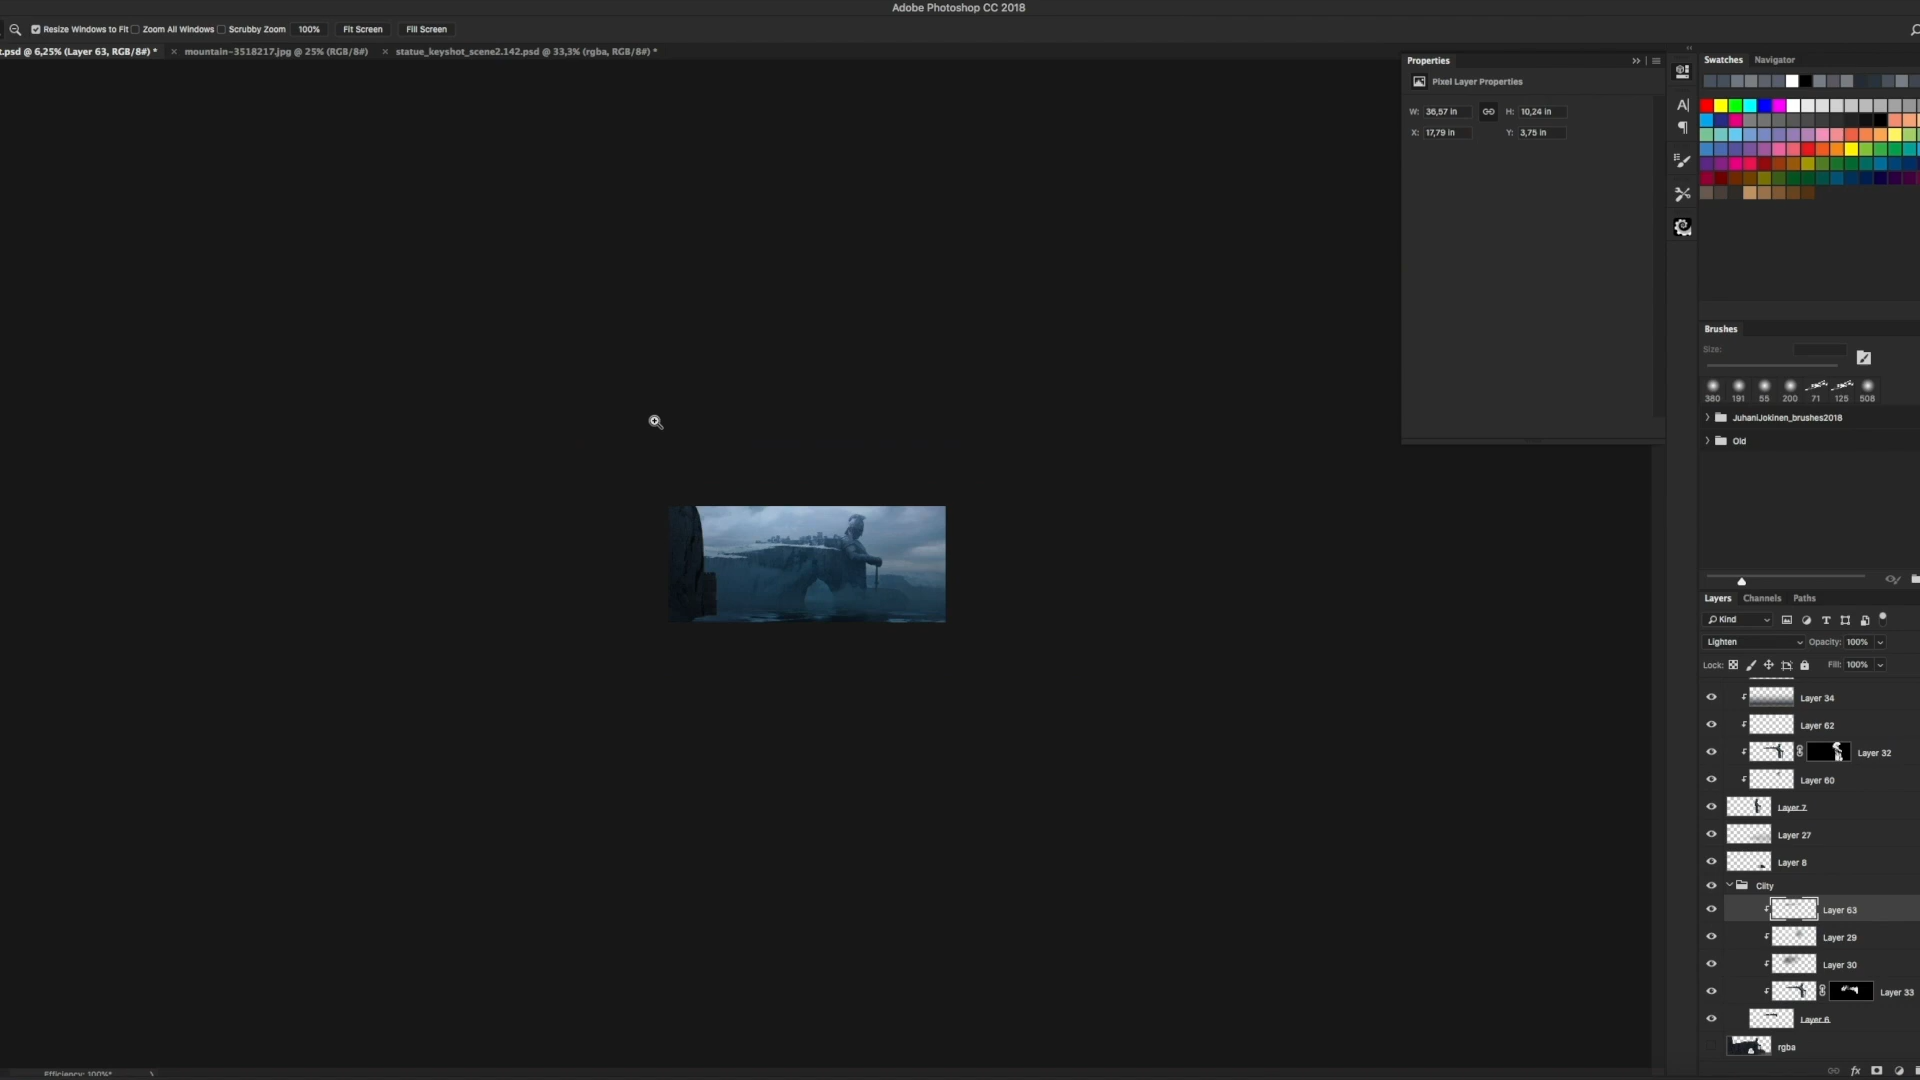 Adobe Photoshop CC 2018
Resize Windows to Fit Zoom All Windows Scrubby Zoom 100% Fit Screen Fill Screen
t.psd @ 6,25% (Layer 63, RGB/8#) * × mountain-3518217.jpg @ 25% (RGB/8#) × statue_keyshot_scene2.142.psd @ 33,3% (rgba, RGB/8#) *
Properties
Pixel Layer Properties
W: 36,57 in H: 10,24 in
X: 17,79 in Y: 3,75 in
Swatches Navigator
Brushes
Size:
380 191 55 200 71 125 508
JuhaniJokinen_brushes2018
Old
Layers Channels Paths
Kind
Lighten Opacity: 100%
Lock: Fill: 100%
Layer 34
Layer 62
Layer 32
Layer 60
Layer 7
Layer 27
Layer 8
Ciity
Layer 63
Layer 29
Layer 30
Layer 33
Layer 6
rgba
fx
Efficiency: 100%*